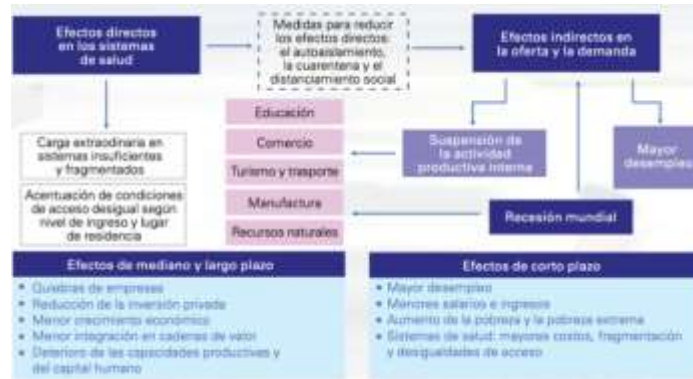 Efectos directos
en los sistemas
de salud
Medidas para reducir
los efectos directos:
el autoaislamiento,
la cuarentena y el
distanciamiento social
Efectos indirectos en
la oferta y la demanda
Carga extraodinaria en
sistemas insuficientes
y fragmentados
Acentuación de condiciones
de acceso desigual según
nivel de ingreso y lugar
de residencia
Educación
Comercio
Turismo y trasporte
Manufactura
Recursos naturales
Suspensión de
la actividad
productiva interna
Mayor
desempleo
Recesión mundial
Efectos de mediano y largo plazo
• Quiebras de empresas
• Reducción de la inversión privada
• Menor crecimiento económico
• Menor integración en cadenas de valor
• Deterioro de las capacidades productivas y
del capital humano
Efectos de corto plazo
• Mayor desempleo
• Menores salarios e ingresos
• Aumento de la pobreza y la pobreza extrema
• Sistemas de salud: mayores costos, fragmentación
y desigualdades de acceso